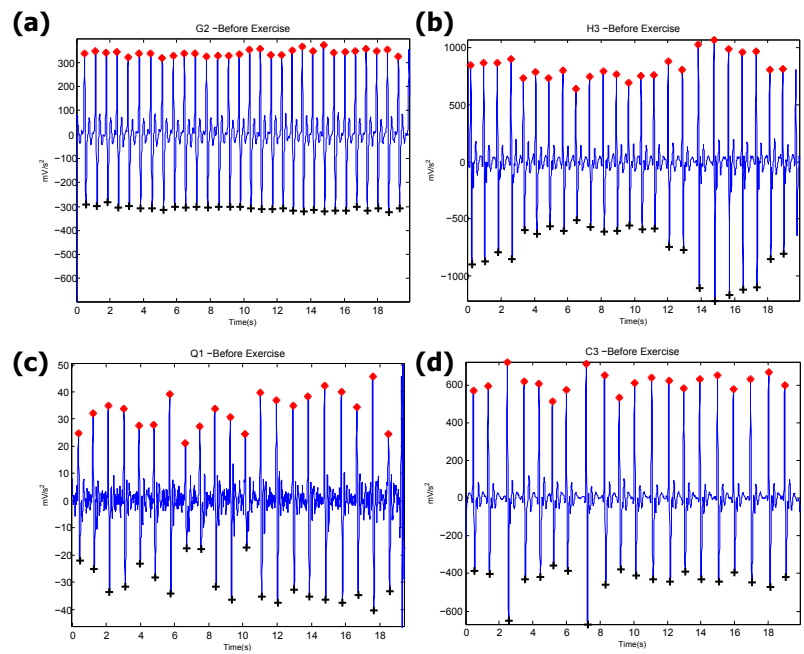 (a)
G2 −Before Exercise
300
200
100
0
−100
−200
−300
−400
−500
−600
mV/s²
0 2 4 6 8 10 12 14 16 18
Time(s)
(b)
H3 −Before Exercise
1000
500
0
−500
−1000
mV/s²
0 2 4 6 8 10 12 14 16 18
Time(s)
(c)
Q1 −Before Exercise
50
40
30
20
10
0
−10
−20
−30
−40
mV/s²
0 2 4 6 8 10 12 14 16 18
Time(s)
(d)
C3 −Before Exercise
600
400
200
0
−200
−400
−600
mV/s²
0 2 4 6 8 10 12 14 16 18
Time(s)